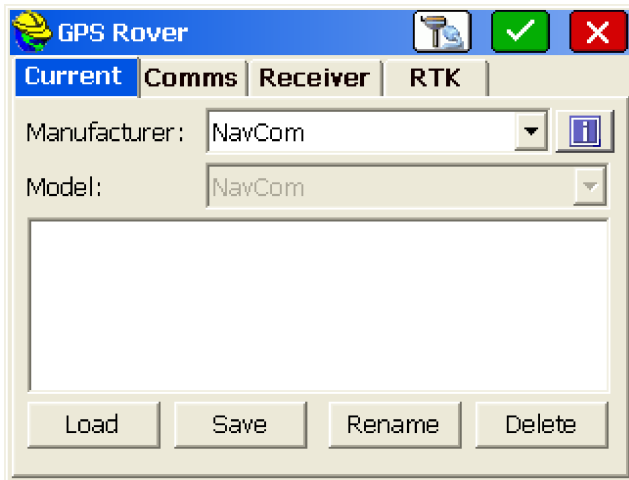 GPS Rover
Current Comms Receiver RTK
Manufacturer: NavCom
Model: NavCom
Load Save Rename Delete